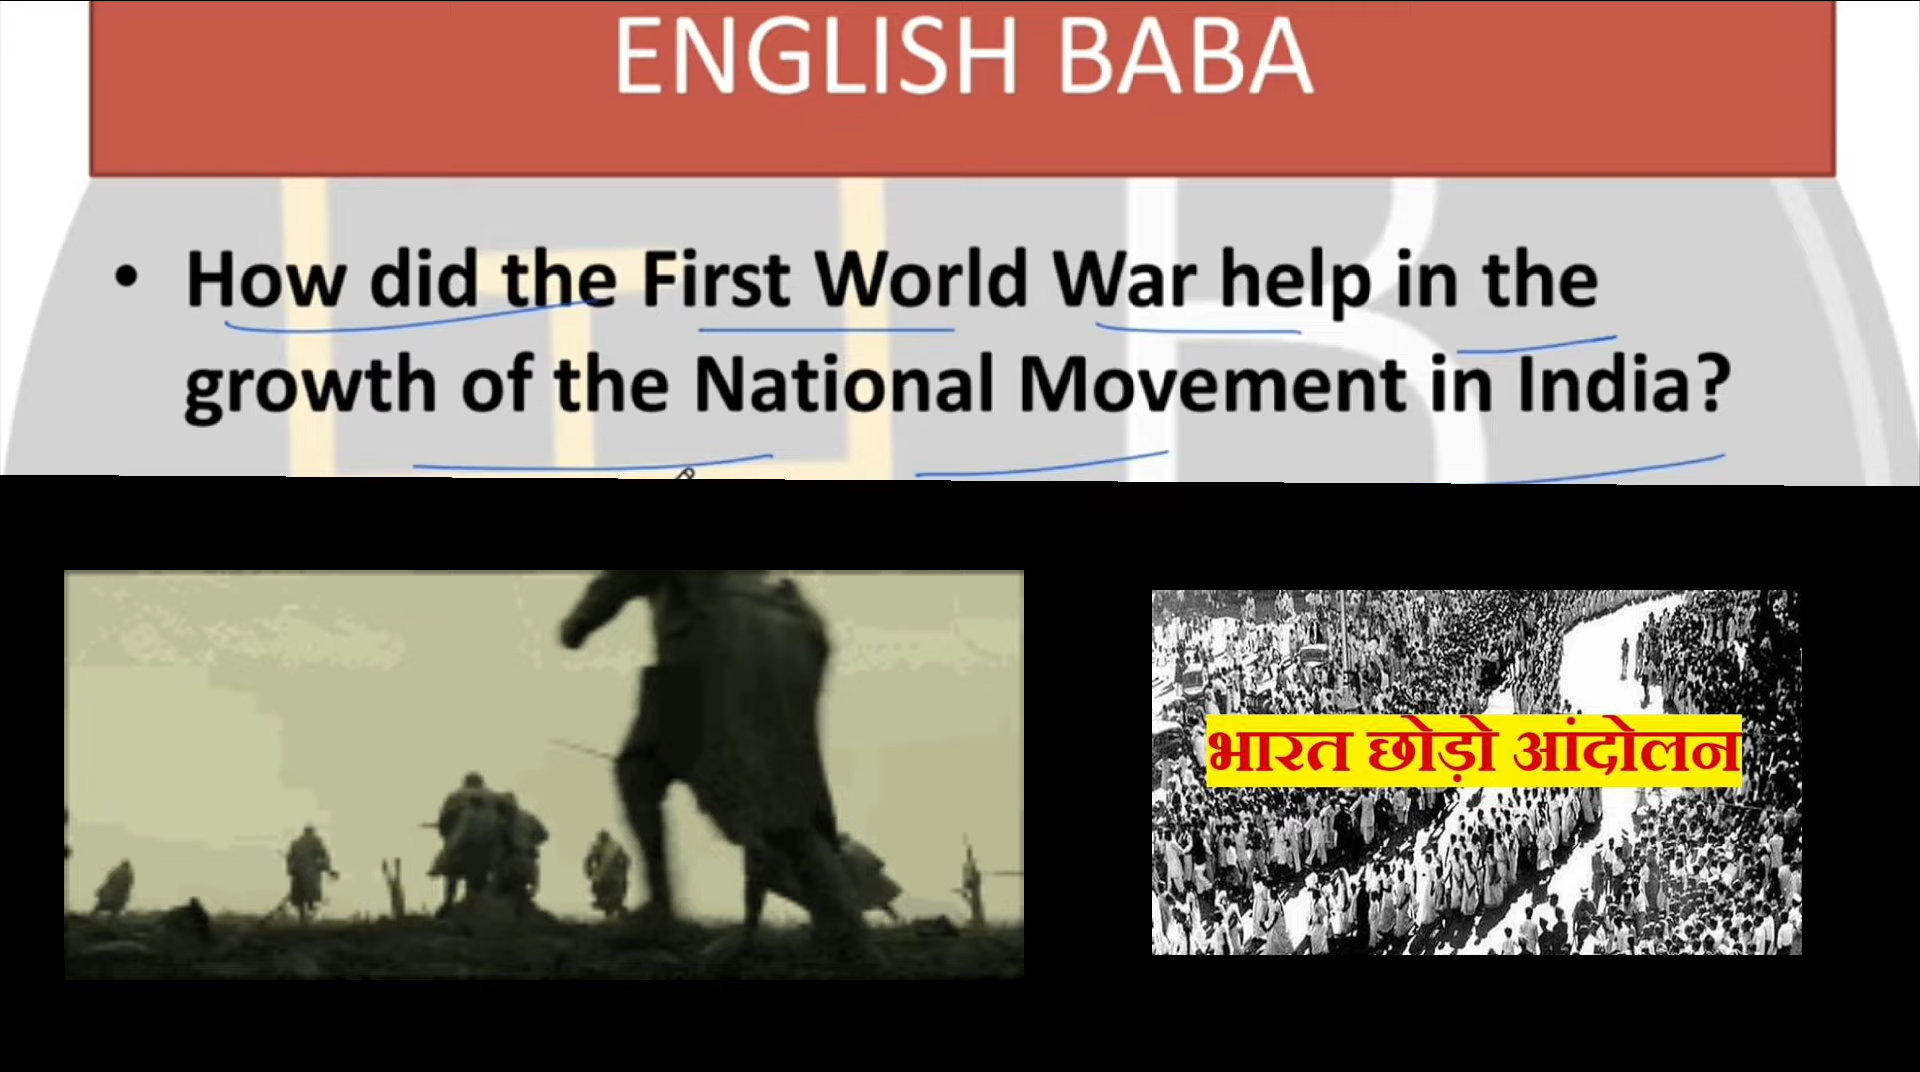 ENGLISH BABA
• How did the First World War help in the
growth of the National Movement in India?
भारत छोड़ो आंदोलन